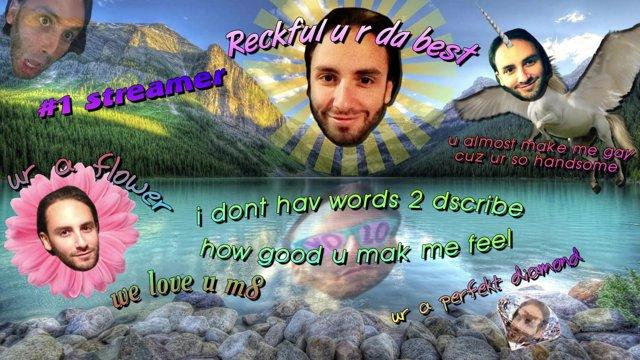 Reckful u r da best
#1 streamer
u almost make me gay
cuz ur so handsome
ur a flower
i dont hav words 2 dscribe
how good u mak me feel
we love u m8
ur a perfekt diamond